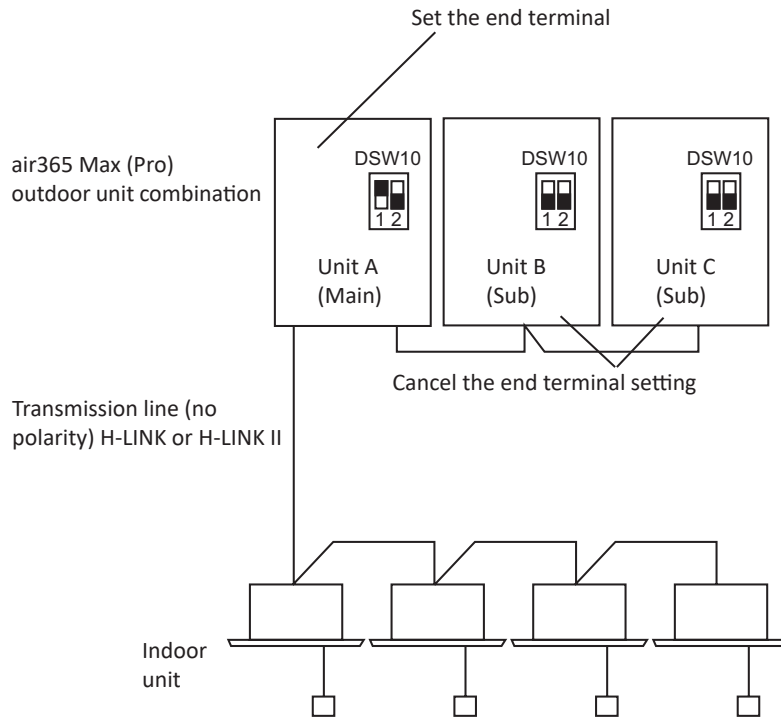 Set the end terminal
air365 Max (Pro)
outdoor unit combination
DSW10
1 2
Unit A
(Main)
DSW10
1 2
Unit B
(Sub)
DSW10
1 2
Unit C
(Sub)
Cancel the end terminal setting
Transmission line (no
polarity) H-LINK or H-LINK II
Indoor
unit